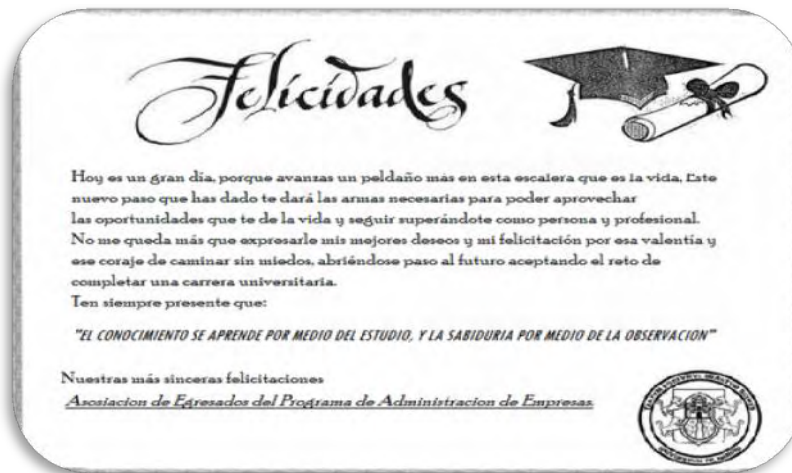 Felicidades
Hoy es un gran día, porque avanzas un peldaño más en esta escalera que es la vida, Este
nuevo paso que has dado te dará las armas necesarias para poder aprovechar
las oportunidades que te de la vida y seguir superándote como persona y profesional.
No me queda más que expresarle mis mejores deseos y mi felicitación por esa valentía y
ese coraje de caminar sin miedos, abriéndose paso al futuro aceptando el reto de
completar una carrera universitaria.
Ten siempre presente que:
"EL CONOCIMIENTO SE APRENDE POR MEDIO DEL ESTUDIO, Y LA SABIDURIA POR MEDIO DE LA OBSERVACION"
Nuestras más sinceras felicitaciones
Asosiacion de Egresados del Programa de Administracion de Empresas